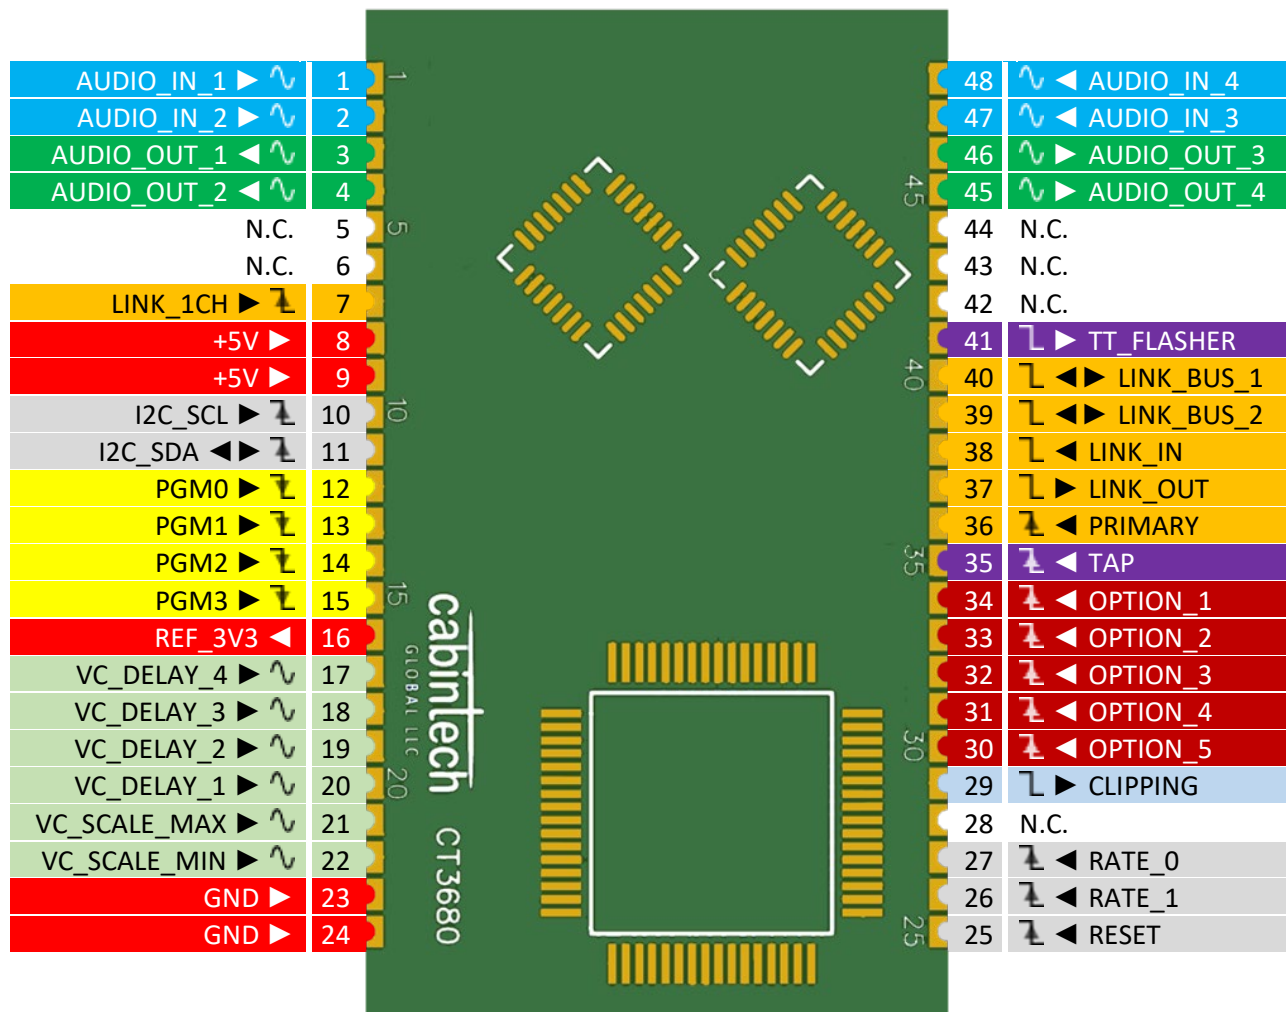 AUDIO_IN_1 1
AUDIO_IN_2 2
AUDIO_OUT_1 3
AUDIO_OUT_2 4
N.C. 5
N.C. 6
LINK_1CH 7
+5V 8
+5V 9
I2C_SCL 10
I2C_SDA 11
PGM0 12
PGM1 13
PGM2 14
PGM3 15
REF_3V3 16
VC_DELAY_4 17
VC_DELAY_3 18
VC_DELAY_2 19
VC_DELAY_1 20
VC_SCALE_MAX 21
VC_SCALE_MIN 22
GND 23
GND 24
1
5
10
15
20
cabintech
GLOBAL LLC
CT3680
45
40
35
30
25
48 AUDIO_IN_4
47 AUDIO_IN_3
46 AUDIO_OUT_3
45 AUDIO_OUT_4
44 N.C.
43 N.C.
42 N.C.
41 TT_FLASHER
40 LINK_BUS_1
39 LINK_BUS_2
38 LINK_IN
37 LINK_OUT
36 PRIMARY
35 TAP
34 OPTION_1
33 OPTION_2
32 OPTION_3
31 OPTION_4
30 OPTION_5
29 CLIPPING
28 N.C.
27 RATE_0
26 RATE_1
25 RESET